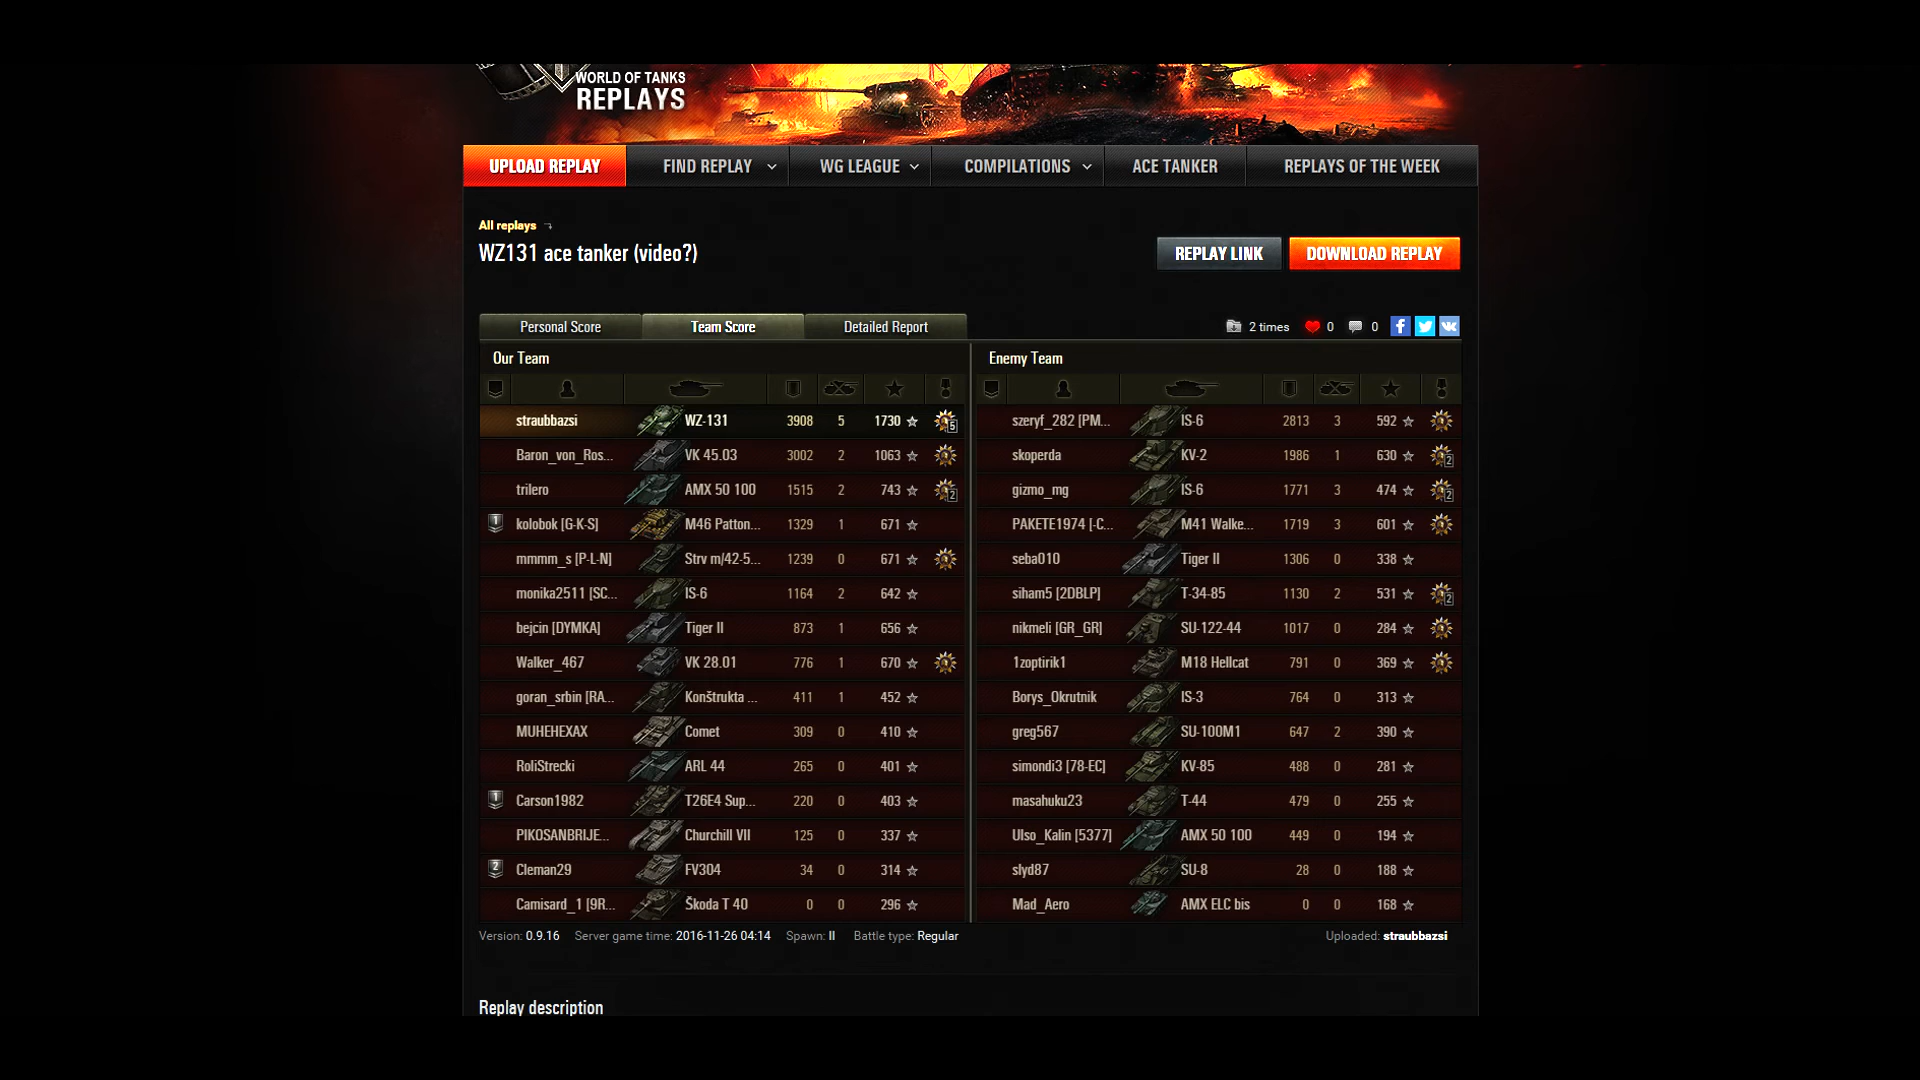 WORLD OF TANKS
REPLAYS
UPLOAD REPLAY FIND REPLAY WG LEAGUE COMPILATIONS ACE TANKER REPLAYS OF THE WEEK
All replays
WZ131 ace tanker (video?)
REPLAY LINK DOWNLOAD REPLAY
Personal Score Team Score Detailed Report 2 times 0 0
Our Team
straubbazsi WZ-131 3908 5 1730 5
Baron_von_Ros... VK 45.03 3002 2 1063
trilero AMX 50 100 1515 2 743 2
1 kolobok [G-K-S] M46 Patton... 1329 1 671
mmmm_s [P-L-N] Strv m/42-5... 1239 0 671
monika2511 [SC... IS-6 1164 2 642
bejcin [DYMKA] Tiger II 873 1 656
Walker_467 VK 28.01 776 1 670
goran_srbin [RA... Konštrukta ... 411 1 452
MUHEHEXAX Comet 309 0 410
RoliStrecki ARL 44 265 0 401
1 Carson1982 T26E4 Sup... 220 0 403
PIKOSANBRIJE... Churchill VII 125 0 337
2 Cleman29 FV304 34 0 314
Camisard_1 [9R... Škoda T 40 0 0 296
Enemy Team
szeryf_282 [PM... IS-6 2813 3 592
skoperda KV-2 1986 1 630 2
gizmo_mg IS-6 1771 3 474 2
PAKETE1974 [-C... M41 Walke... 1719 3 601
seba010 Tiger II 1306 0 338
siham5 [2DBLP] T-34-85 1130 2 531 2
nikmeli [GR_GR] SU-122-44 1017 0 284
1zoptirik1 M18 Hellcat 791 0 369
Borys_Okrutnik IS-3 764 0 313
greg567 SU-100M1 647 2 390
simondi3 [78-EC] KV-85 488 0 281
masahuku23 T-44 479 0 255
Ulso_Kalin [5377] AMX 50 100 449 0 194
slyd87 SU-8 28 0 188
Mad_Aero AMX ELC bis 0 0 168
Version: 0.9.16 Server game time: 2016-11-26 04:14 Spawn: II Battle type: Regular Uploaded: straubbazsi
Replay description